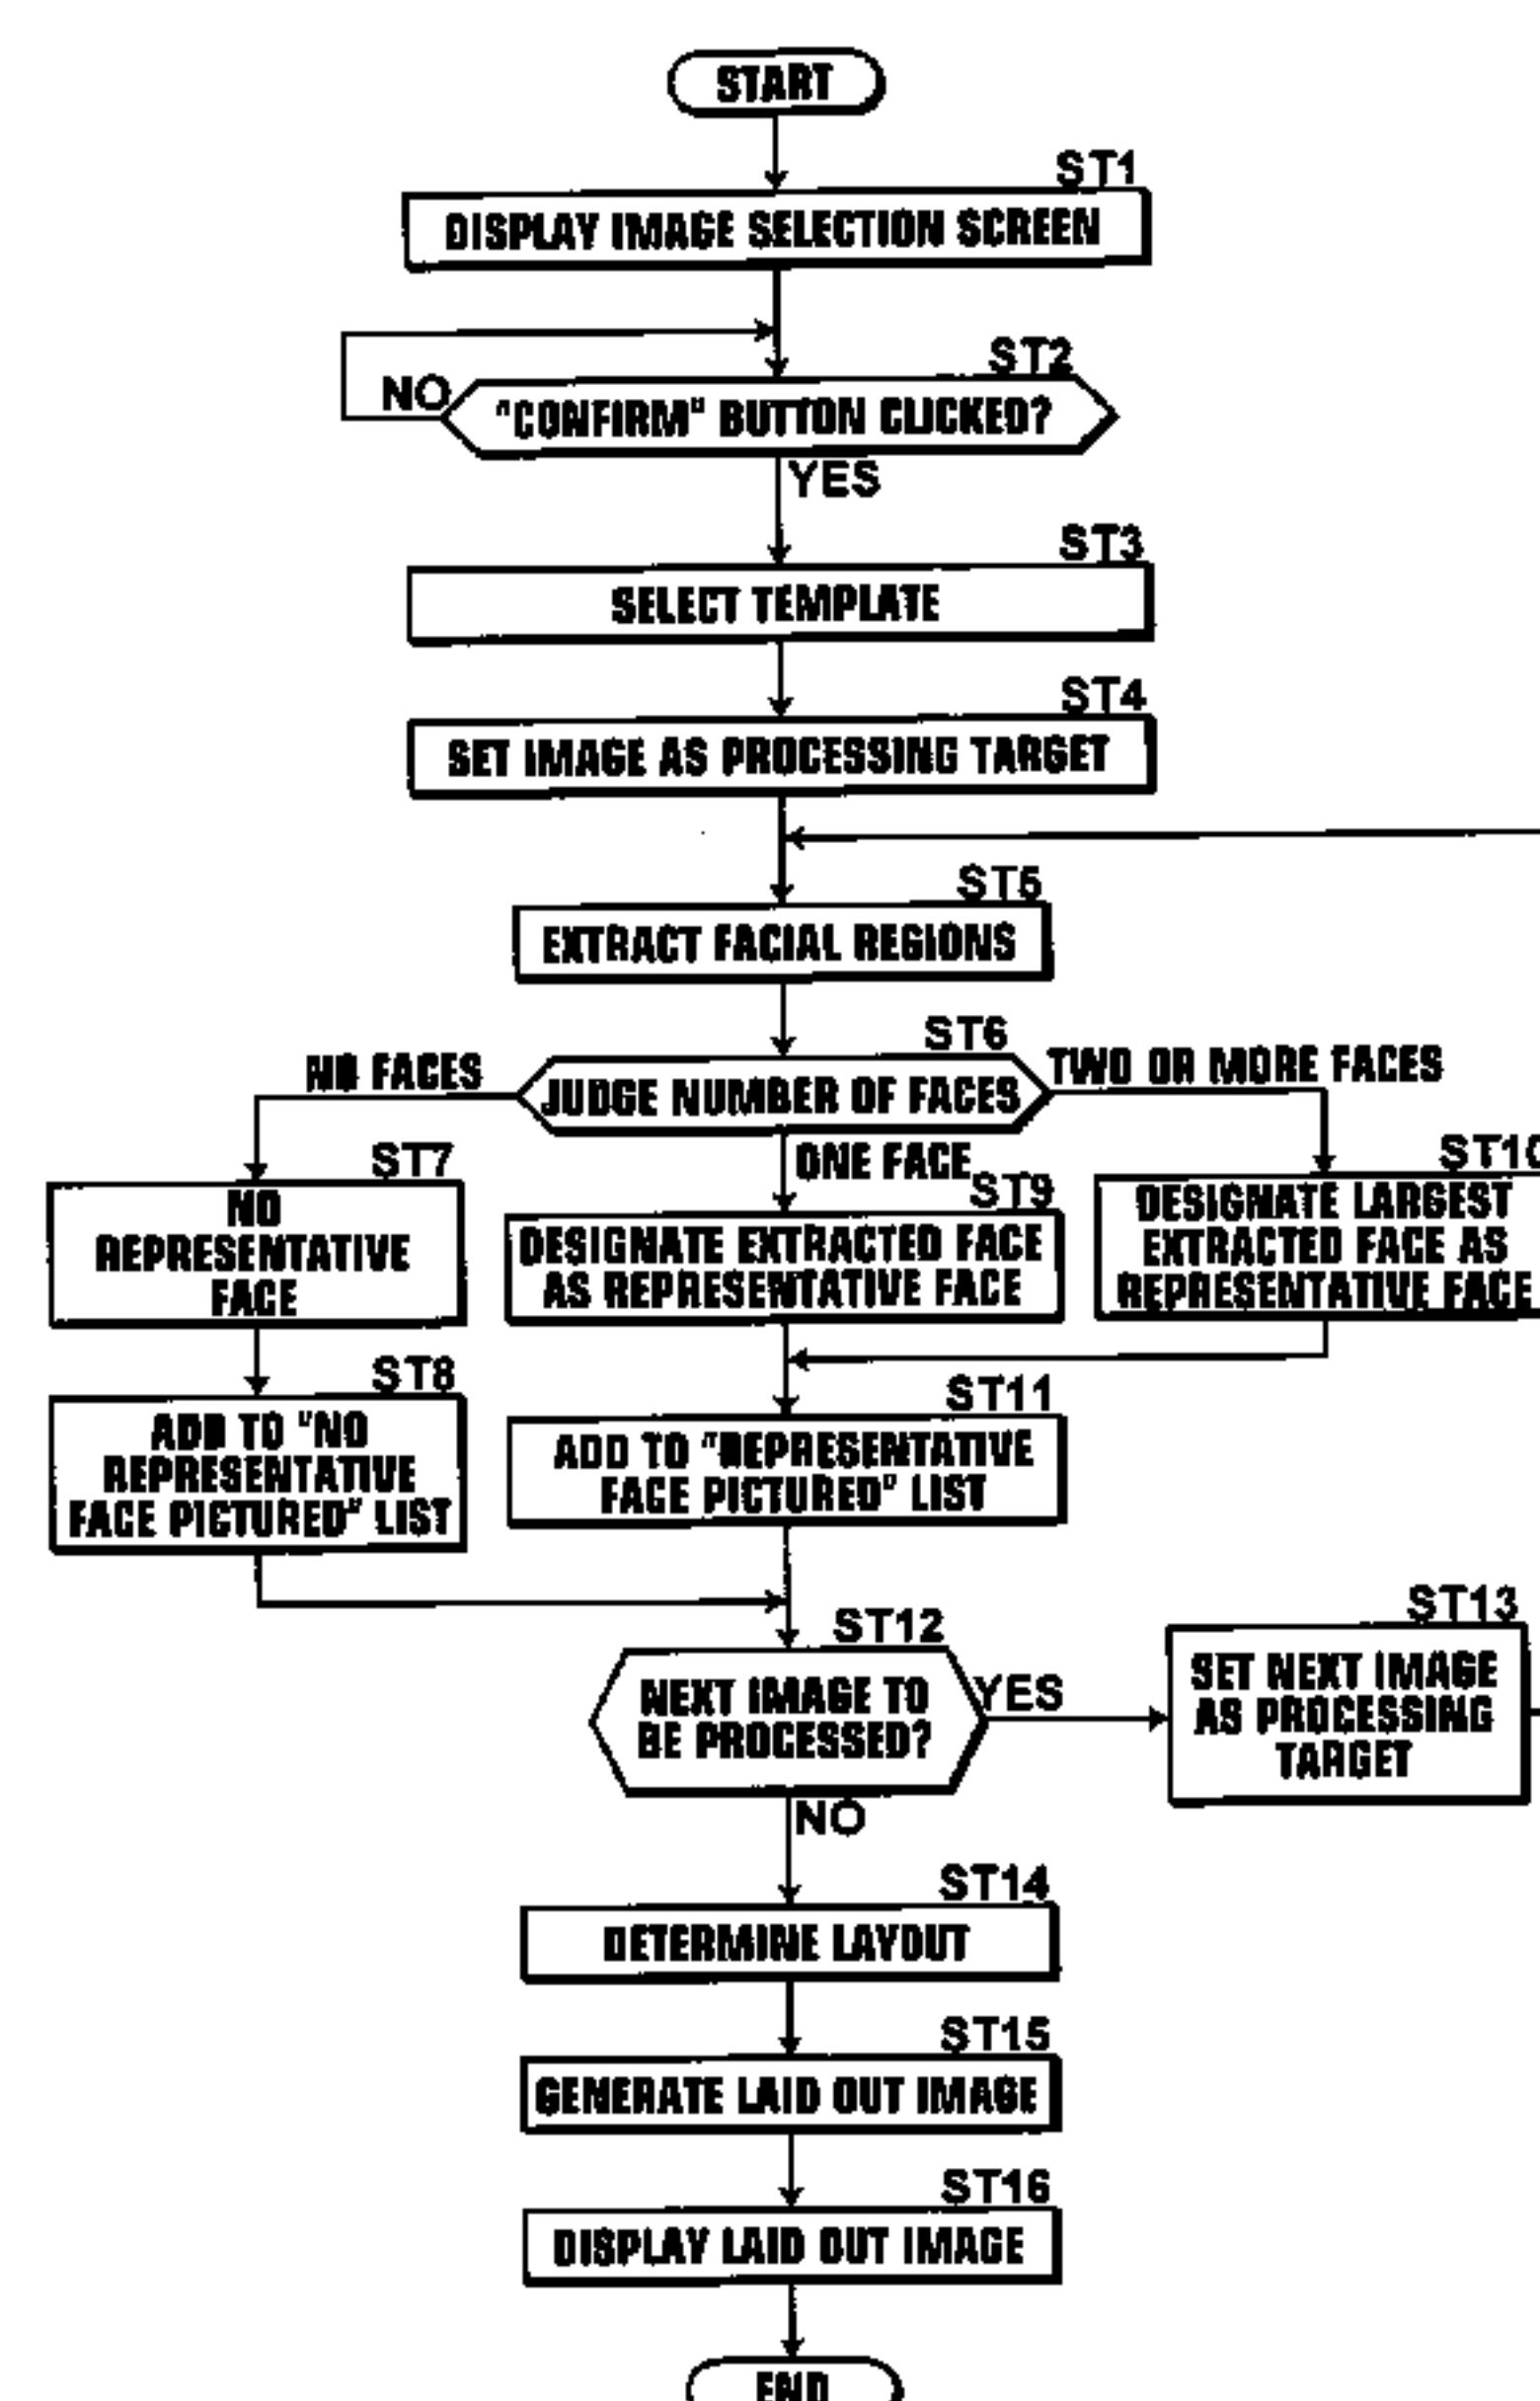 START
ST1
DISPLAY IMAGE SELECTION SCREEN
ST2
NO
"CONFIRM" BUTTON CLICKED?
YES
ST3
SELECT TEMPLATE
ST4
SET IMAGE AS PROCESSING TARGET
ST5
EXTRACT FACIAL REGIONS
ST6
NO FACES
JUDGE NUMBER OF FACES
TWO OR MORE FACES
ONE FACE
ST7
NO
REPRESENTATIVE
FACE
ST9
DESIGNATE EXTRACTED FACE
AS REPRESENTATIVE FACE
ST10
DESIGNATE LARGEST
EXTRACTED FACE AS
REPRESENTATIVE FACE
ST8
ADD TO "NO
REPRESENTATIVE
FACE PICTURED" LIST
ST11
ADD TO "REPRESENTATIVE
FACE PICTURED" LIST
ST12
NEXT IMAGE TO
BE PROCESSED?
YES
ST13
SET NEXT IMAGE
AS PROCESSING
TARGET
NO
ST14
DETERMINE LAYOUT
ST15
GENERATE LAID OUT IMAGE
ST16
DISPLAY LAID OUT IMAGE
END